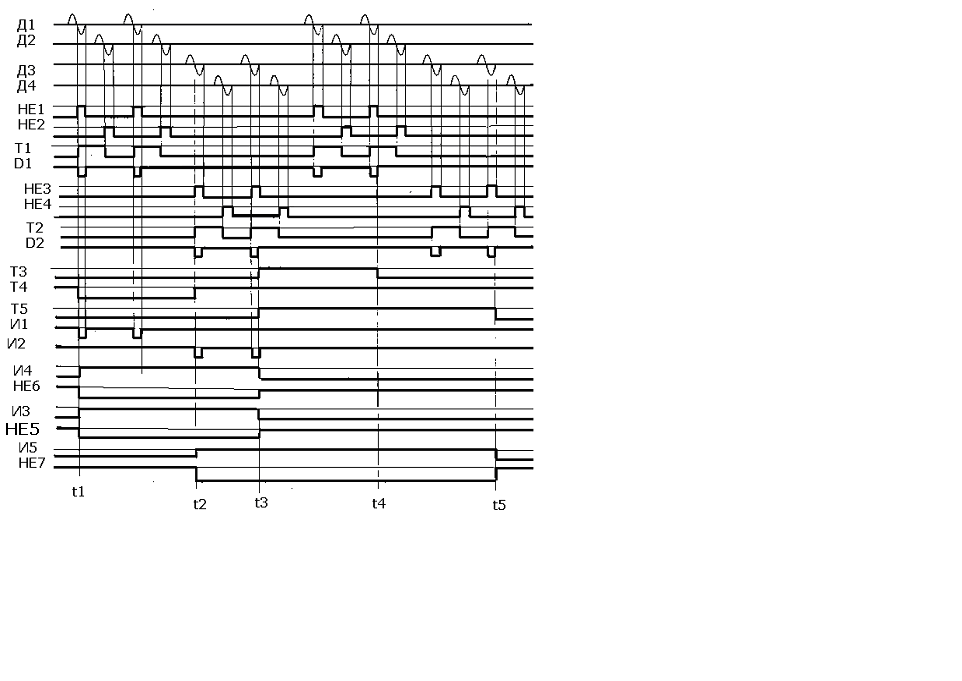 Д1
Д2
Д3
Д4
НЕ1
НЕ2
Т1
D1
НЕ3
НЕ4
Т2
D2
Т3
Т4
Т5
И1
И2
И4
НЕ6
И3
НЕ5
И5
НЕ7
t1
t2
t3
t4
t5